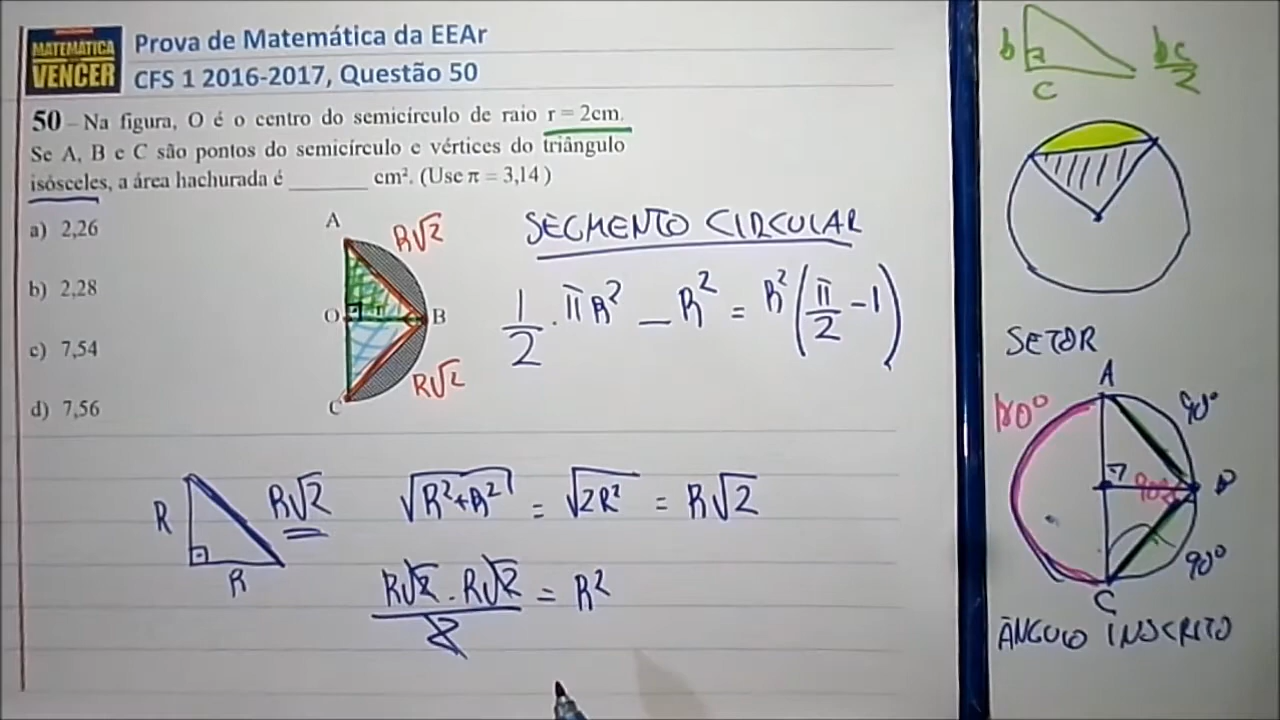 MATEMÁTICA
VENCER
Prova de Matemática da EEAr
CFS 1 2016-2017, Questão 50
50 – Na figura, O é o centro do semicírculo de raio r = 2cm.
Se A, B e C são pontos do semicírculo e vértices do triângulo
isósceles, a área hachurada é ________ cm². (Use π = 3,14 )
a) 2,26
b) 2,28
c) 7,54
d) 7,56
A
R√2
O
r
B
R√2
C
SEGMENTO CIRCULAR
1/2 . πR² – R² = R² (π/2 – 1)
R
R√2
R
√R²+R² = √2R² = R√2
R√2 . R√2 / 2 = R²
b
c
bc/2
SETOR
A
180°
90°
90°
B
90°
C
ÂNGULO INSCRITO